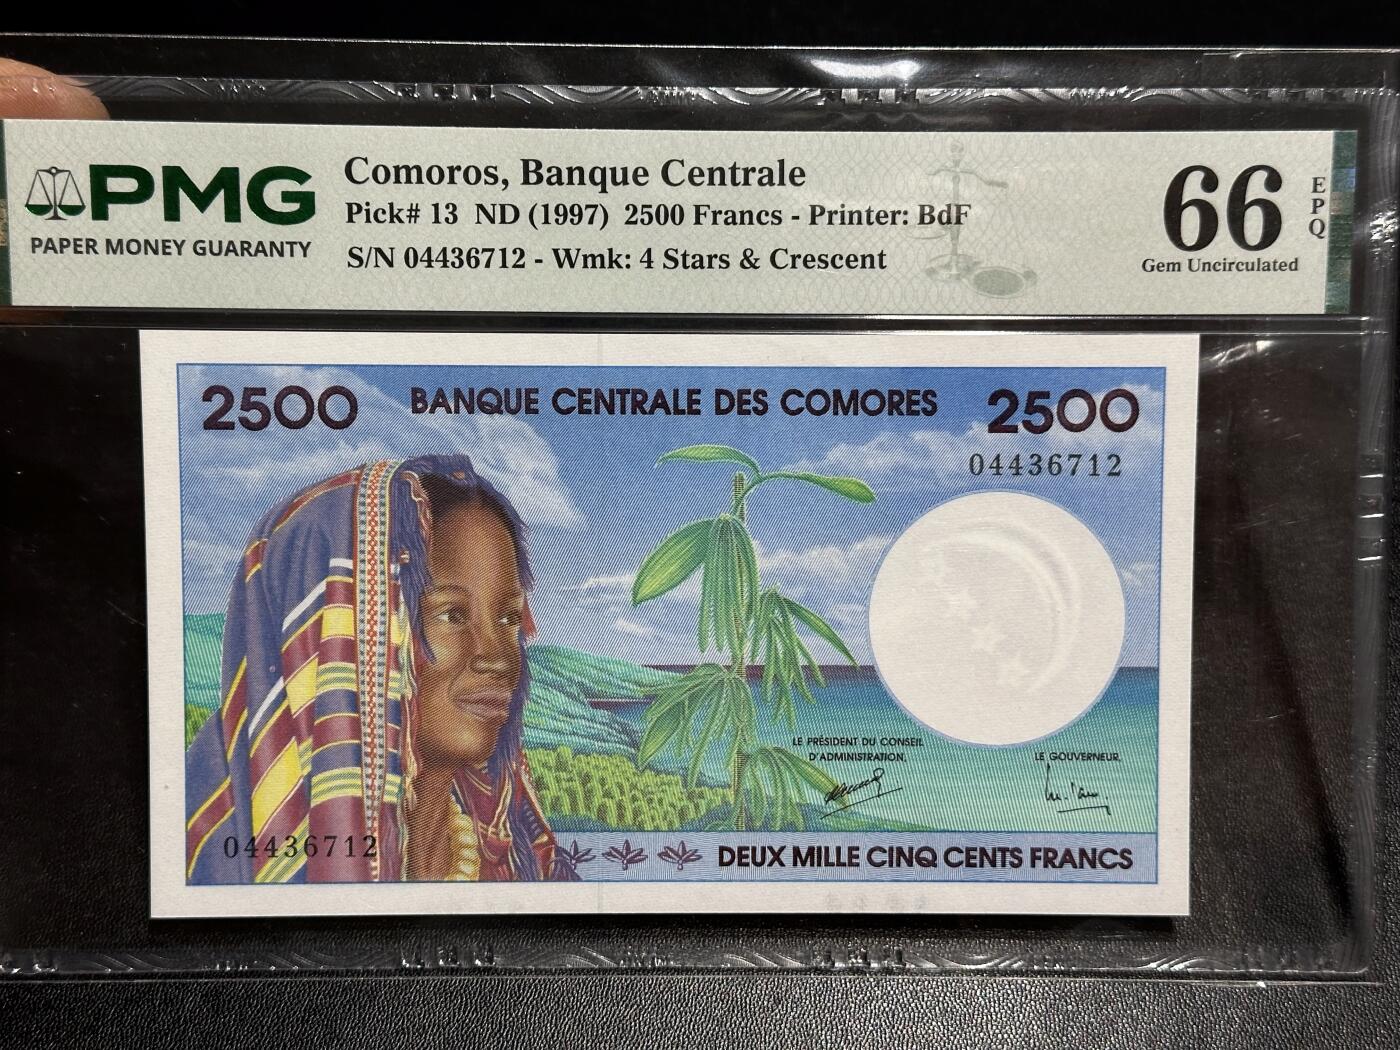 PMG
PAPER MONEY GUARANTY
Comoros, Banque Centrale
Pick# 13 ND (1997) 2500 Francs - Printer: BdF
S/N 04436712 - Wmk: 4 Stars & Crescent
66
EPQ
Gem Uncirculated
2500 BANQUE CENTRALE DES COMORES 2500
04436712
LE PRÉSIDENT DU CONSEIL
D'ADMINISTRATION,
LE GOUVERNEUR,
04436712
DEUX MILLE CINQ CENTS FRANCS